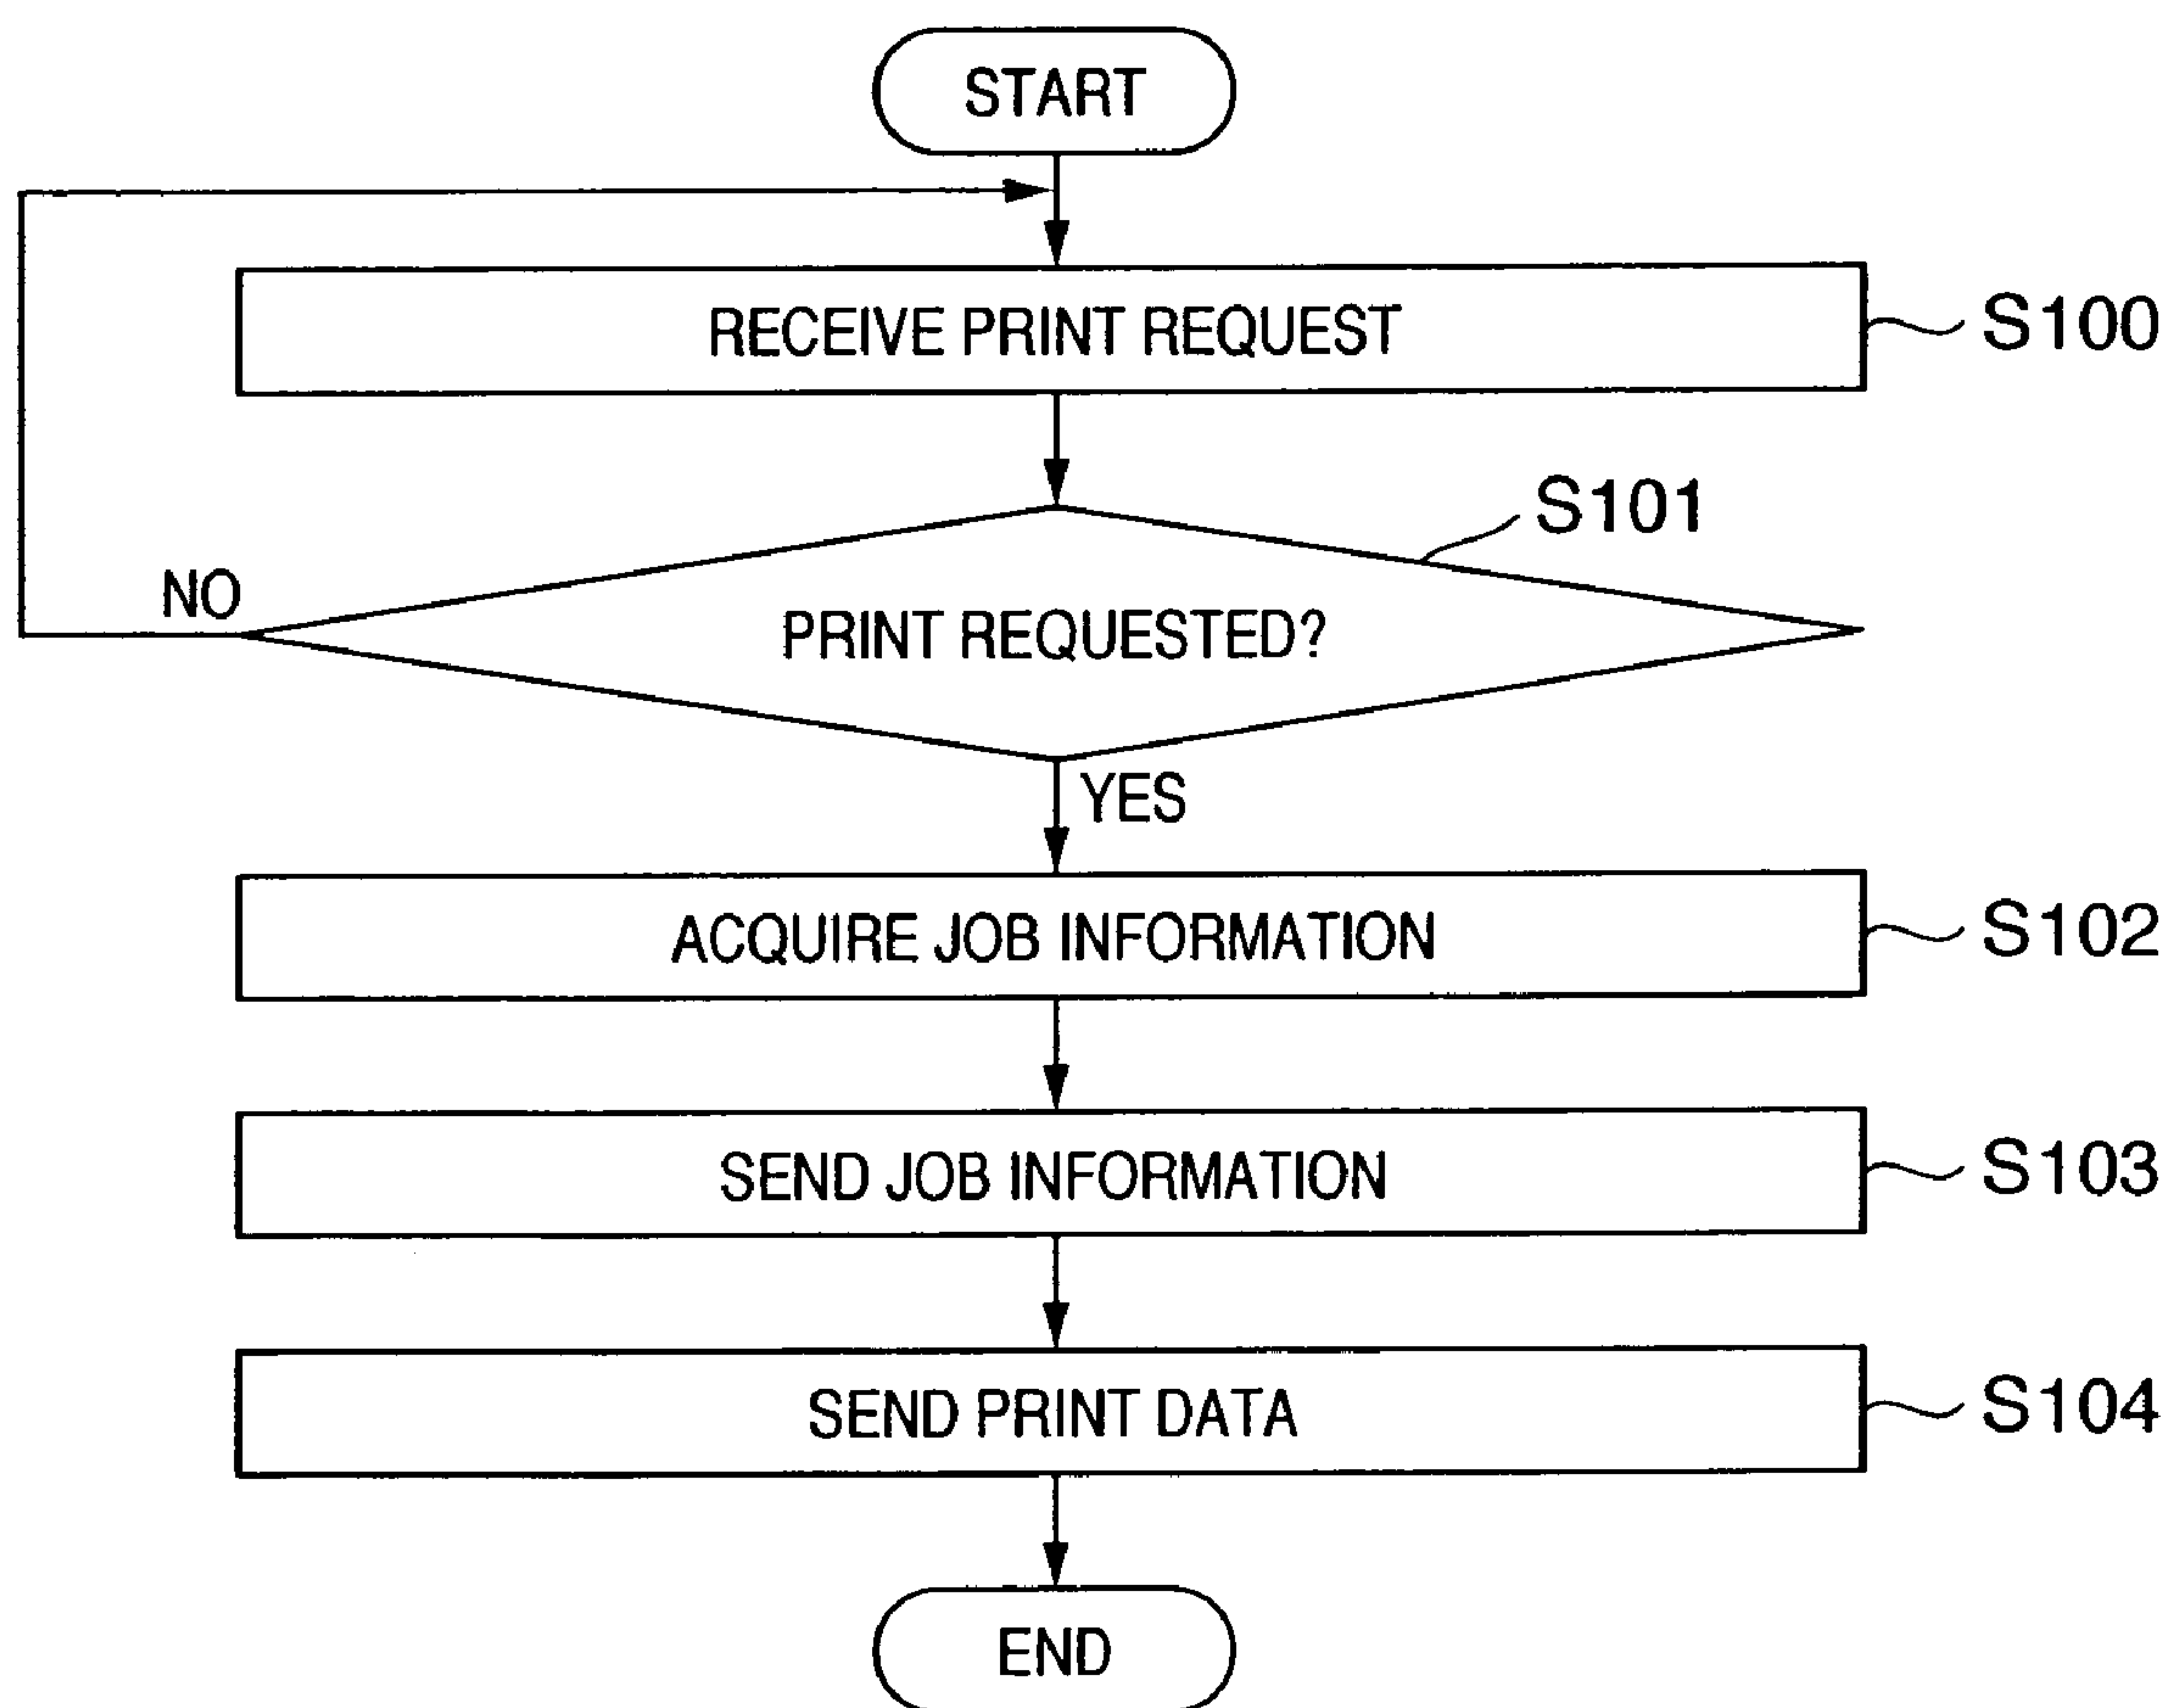 START
RECEIVE PRINT REQUEST
S100
S101
NO
PRINT REQUESTED?
YES
ACQUIRE JOB INFORMATION
S102
SEND JOB INFORMATION
S103
SEND PRINT DATA
S104
END